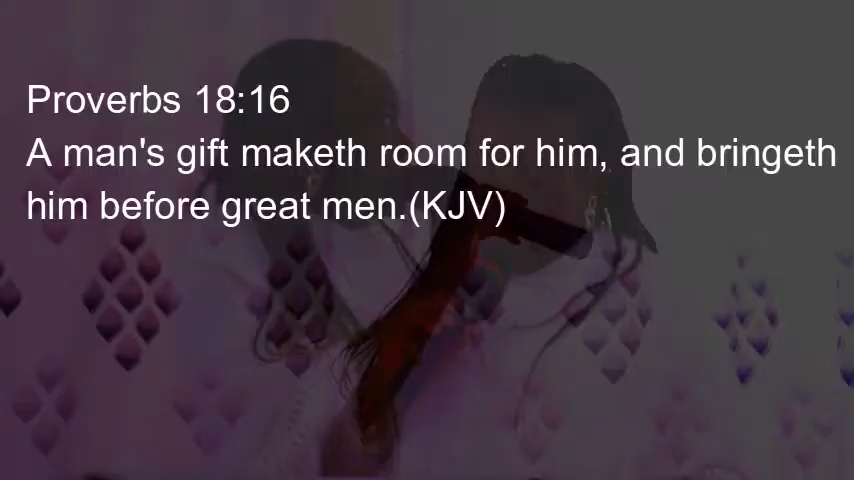 Proverbs 18:16
A man's gift maketh room for him, and bringeth
him before great men.(KJV)